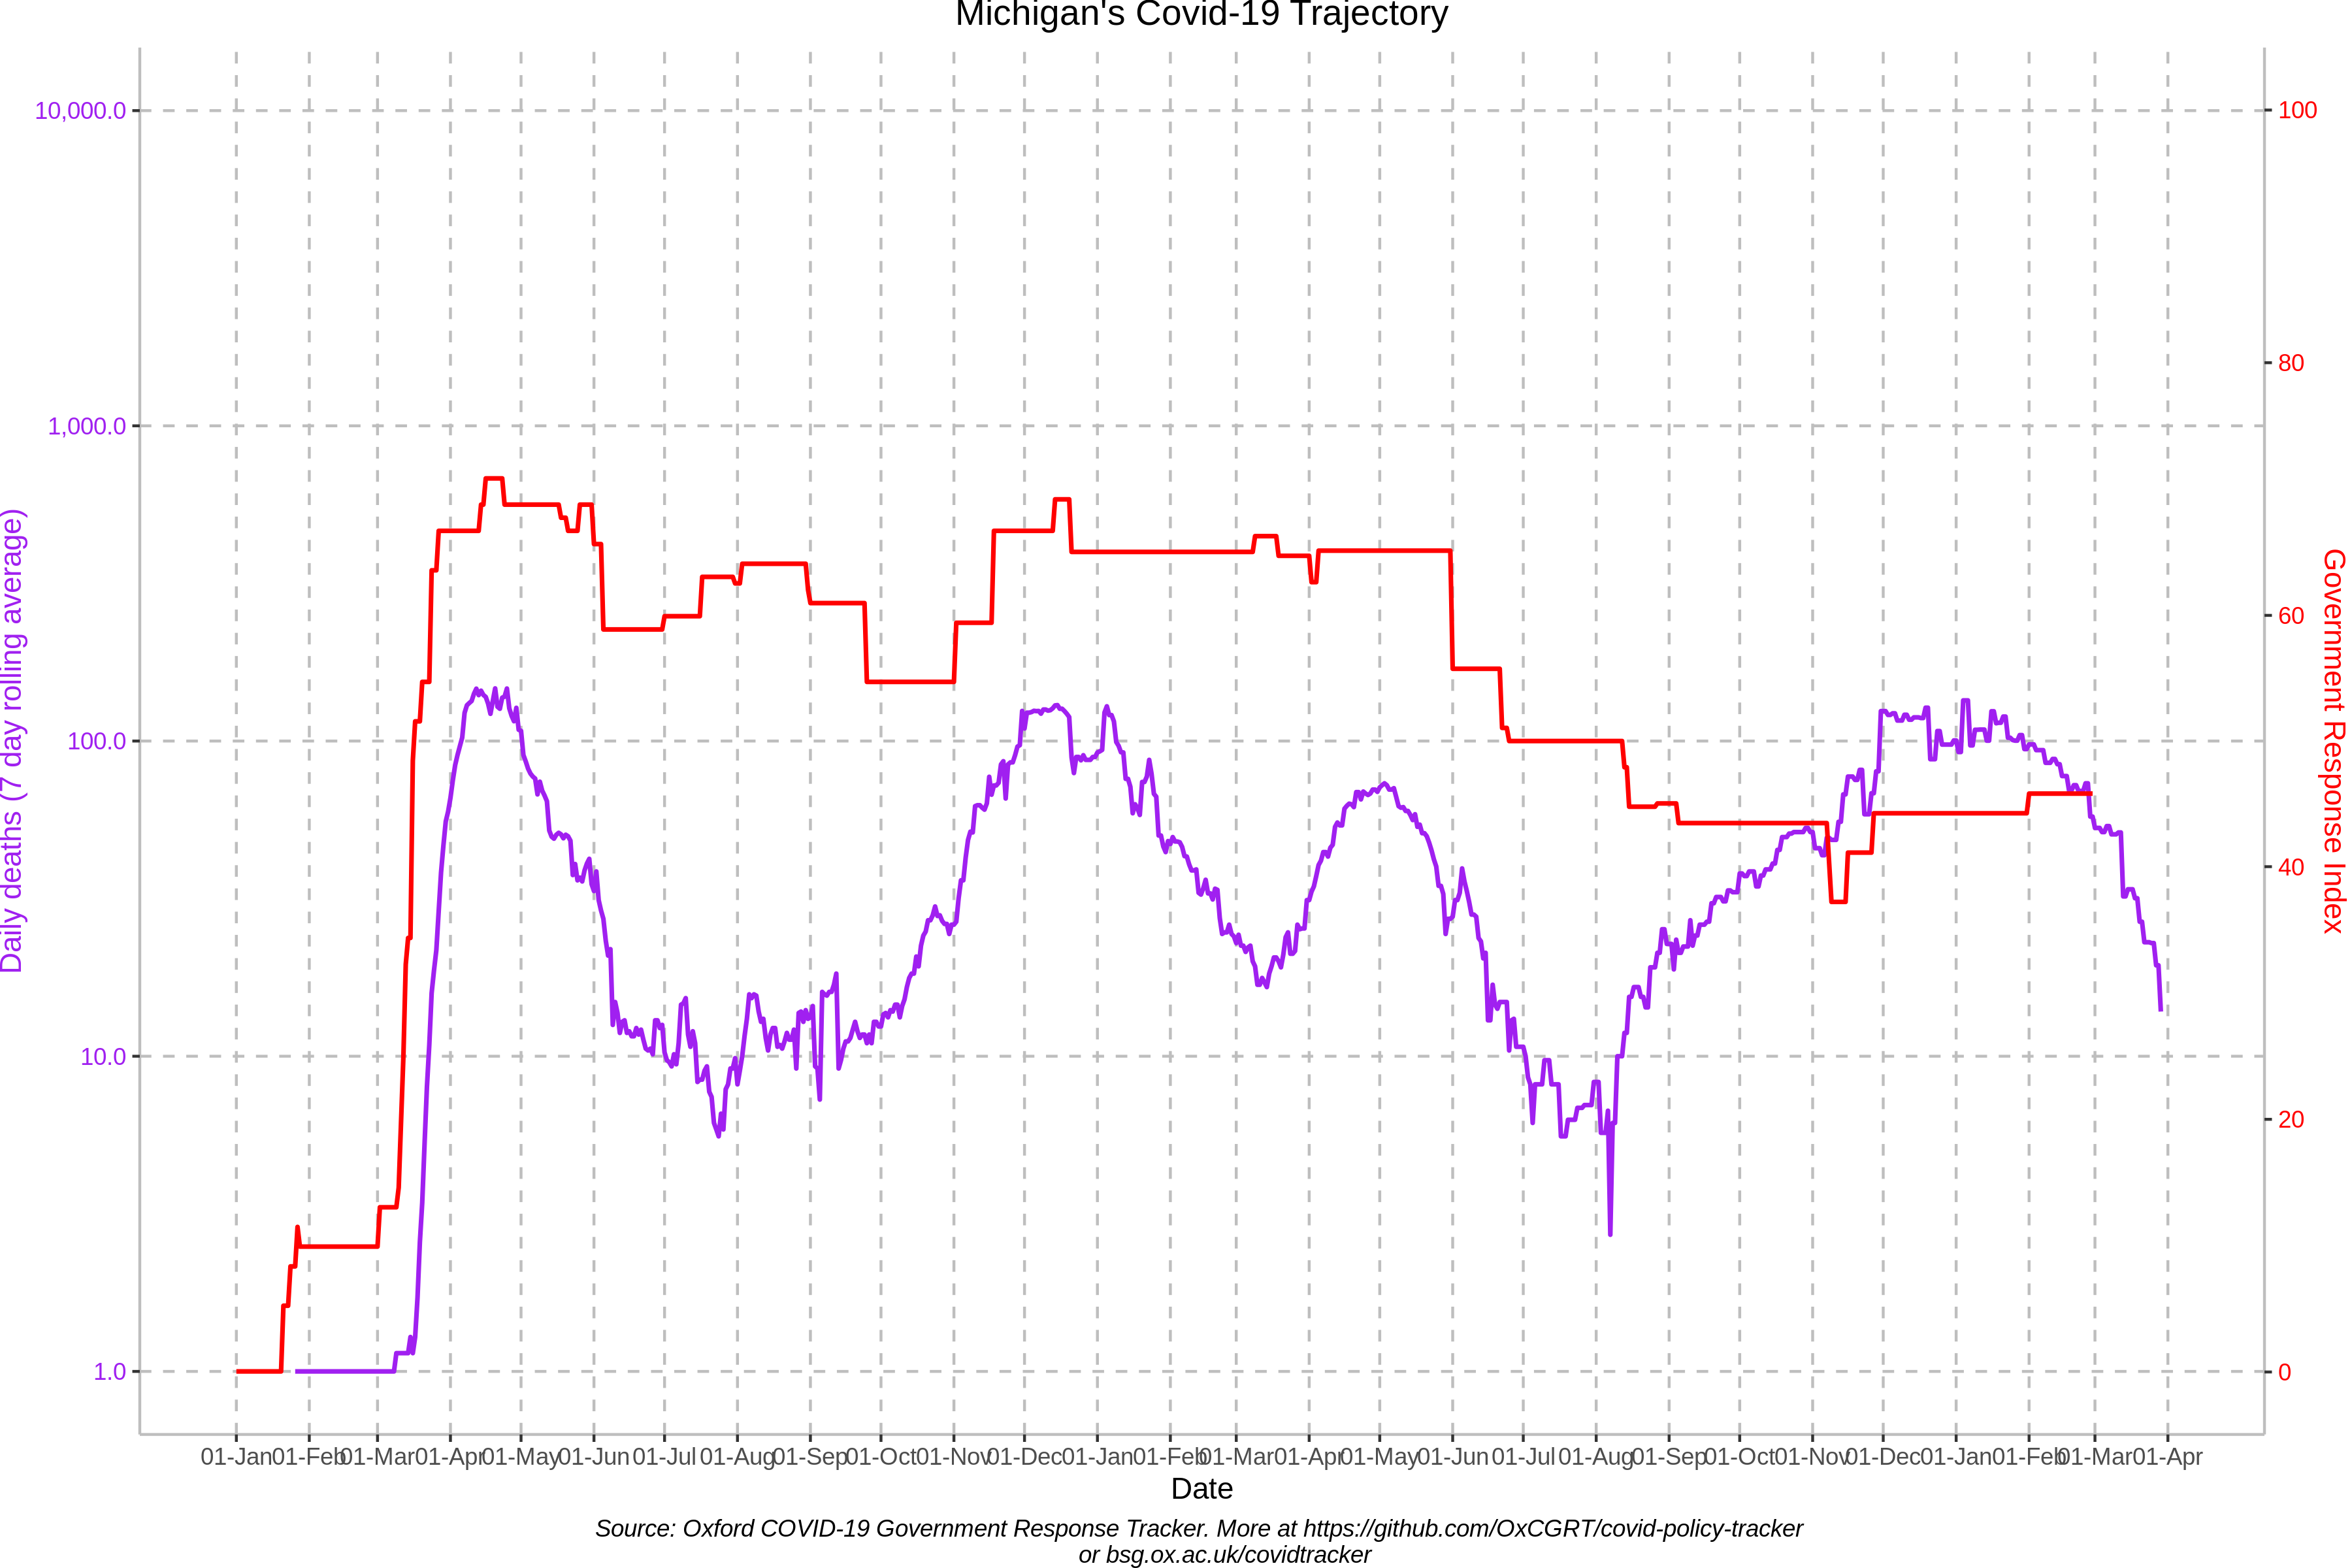 Michigan's Covid-19 Trajectory
10,000.0
1,000.0
100.0
10.0
1.0
Daily deaths (7 day rolling average)
100
80
60
40
20
0
Government Response Index
01-Jan 01-Feb 01-Mar 01-Apr 01-May 01-Jun 01-Jul 01-Aug 01-Sep 01-Oct 01-Nov 01-Dec 01-Jan 01-Feb 01-Mar 01-Apr 01-May 01-Jun 01-Jul 01-Aug 01-Sep 01-Oct 01-Nov 01-Dec 01-Jan 01-Feb 01-Mar 01-Apr
Date
Source: Oxford COVID-19 Government Response Tracker. More at https://github.com/OxCGRT/covid-policy-tracker
or bsg.ox.ac.uk/covidtracker